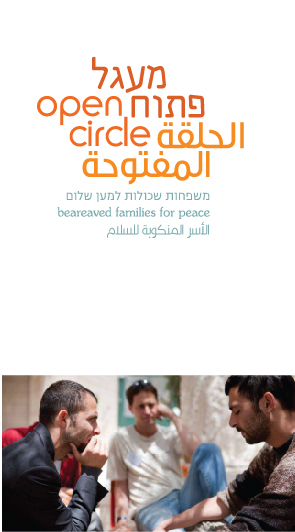 מעגל
open פתוח
circle الحلقة
المفتوحة
משפחות שכולות למען שלום
beareaved families for peace
الأسر المنكوبة للسلام